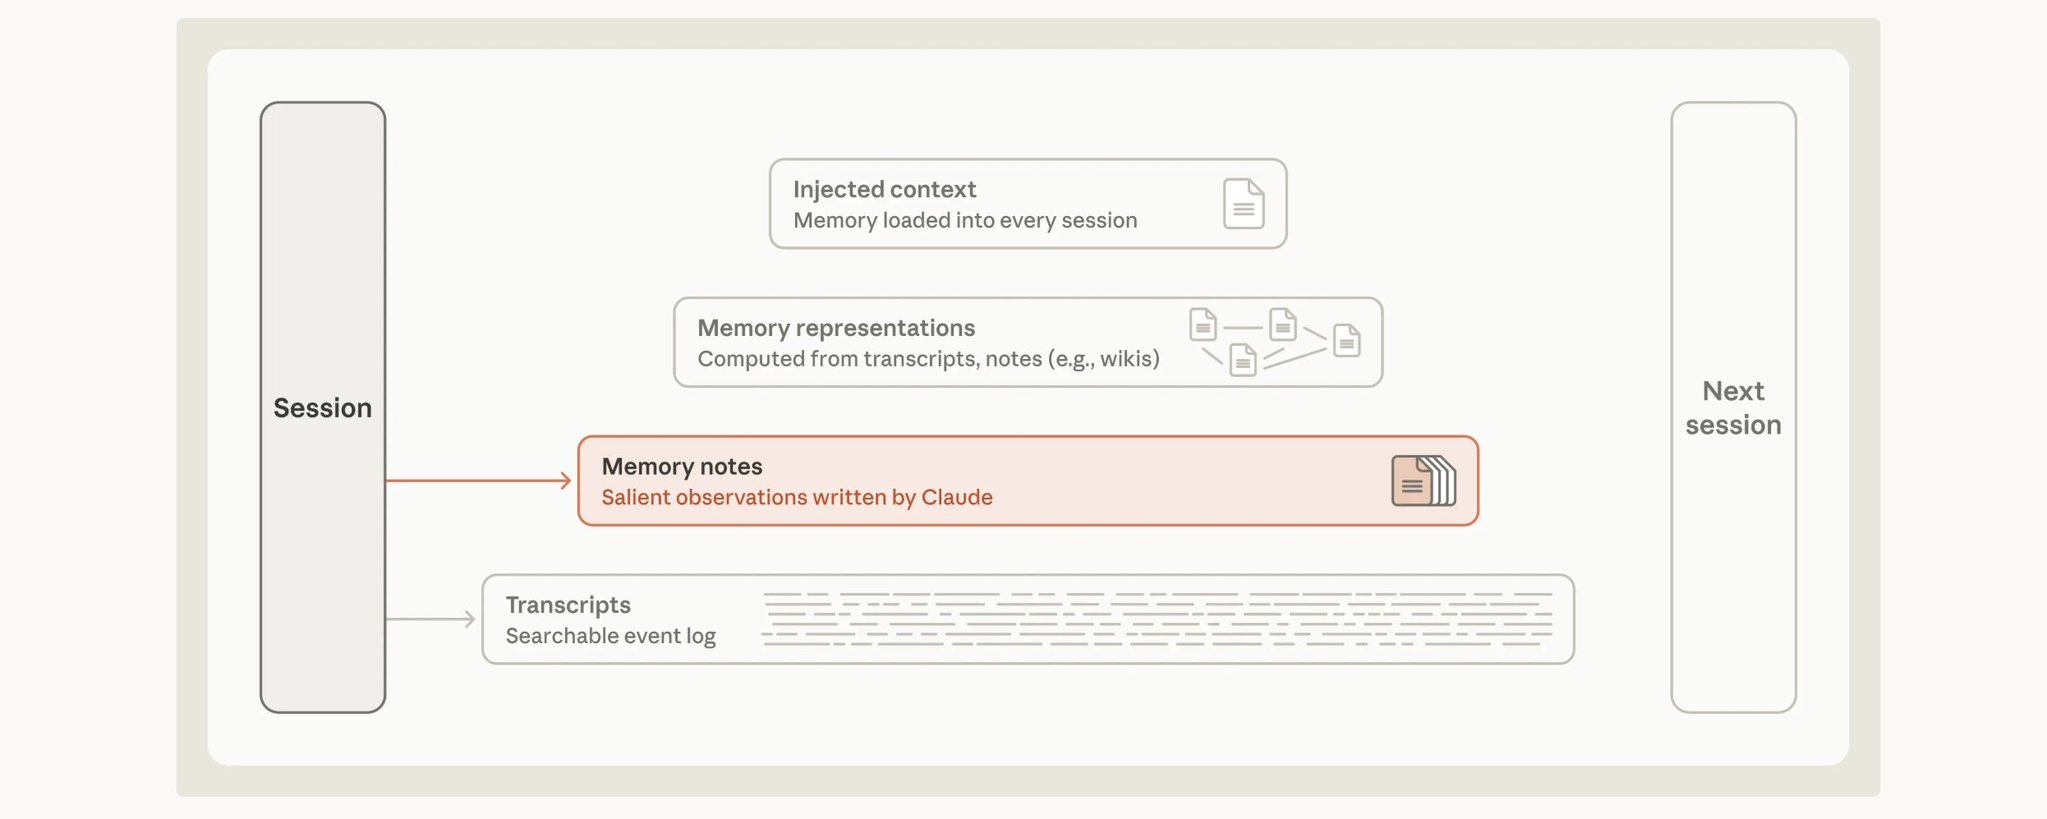 Session
Injected context
Memory loaded into every session
Memory representations
Computed from transcripts, notes (e.g., wikis)
Memory notes
Salient observations written by Claude
Transcripts
Searchable event log
Next
session